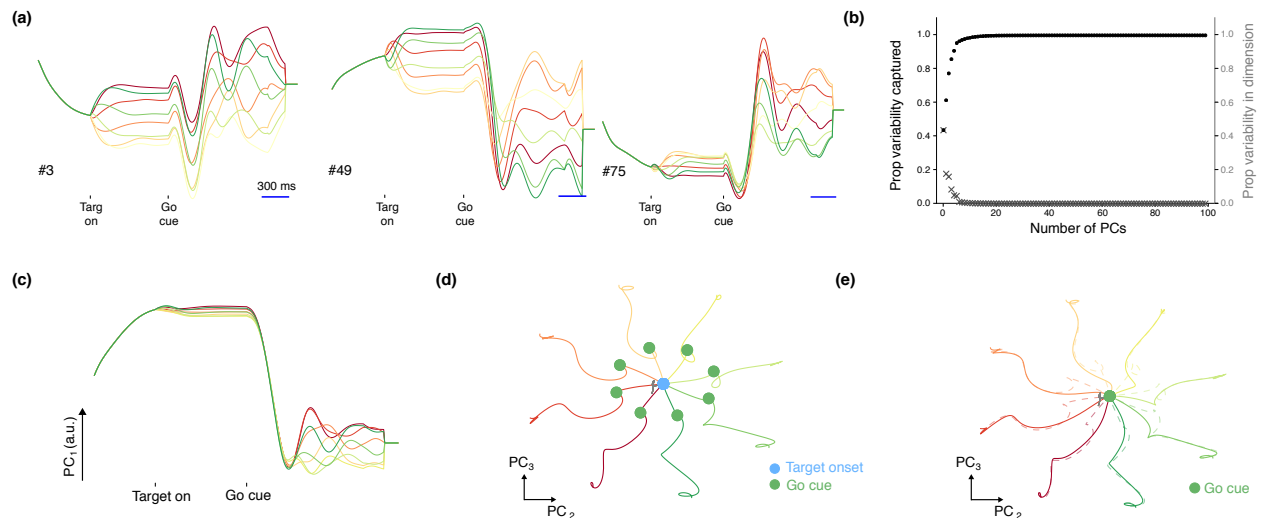 (a)
#3
Targ
on
Go
cue
300 ms
#49
Targ
on
Go
cue
#75
Targ
on
Go
cue
(b)
Prop variability captured
1.0
0.8
0.6
0.4
0.2
0.0
0
20
40
60
80
100
Number of PCs
1.0
0.8
0.6
0.4
0.2
0.0
Prop variability in dimension
(c)
PC1 (a.u.)
Target on
Go cue
(d)
PC3
PC2
Target onset
Go cue
(e)
PC3
PC2
Go cue